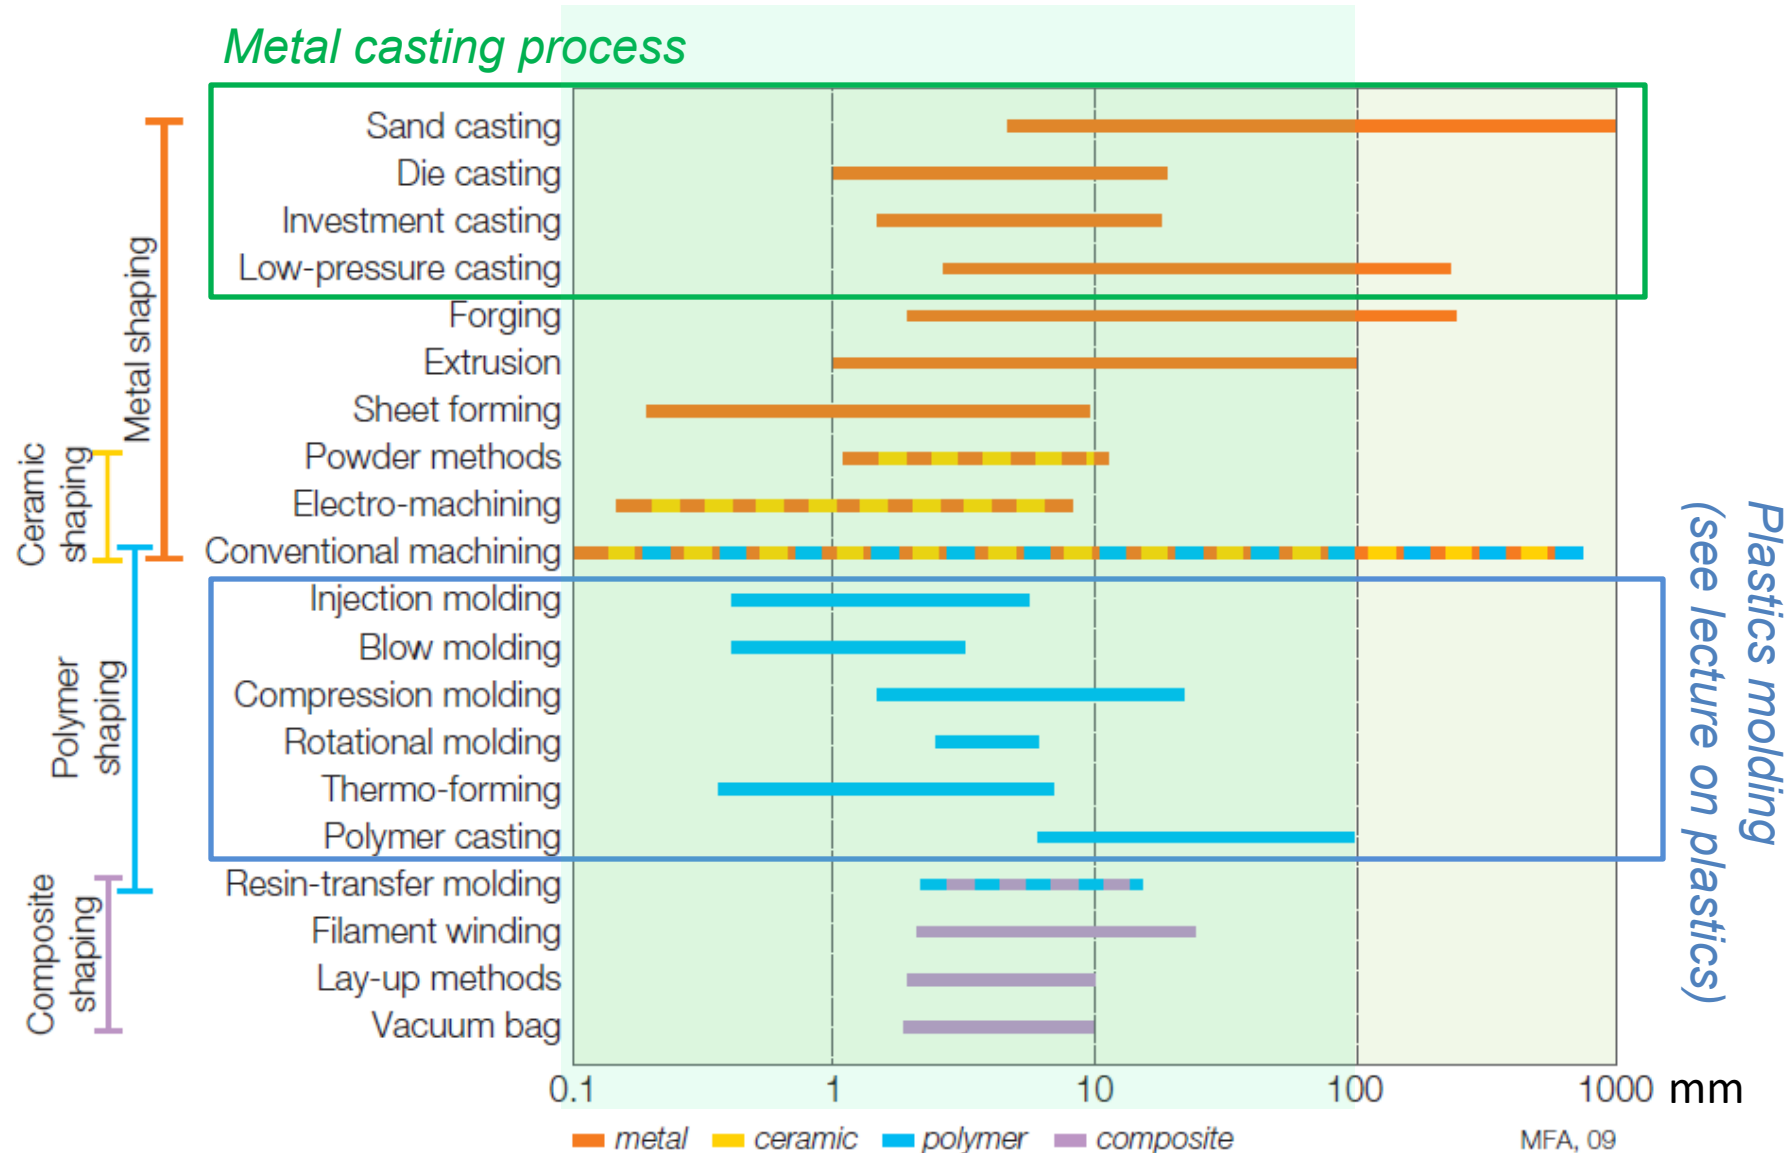 Metal casting process
Sand casting
Die casting
Investment casting
Low-pressure casting
Forging
Extrusion
Sheet forming
Powder methods
Electro-machining
Conventional machining
Injection molding
Blow molding
Compression molding
Rotational molding
Thermo-forming
Polymer casting
Resin-transfer molding
Filament winding
Lay-up methods
Vacuum bag
Metal shaping
Ceramic
shaping
Polymer
shaping
Composite
shaping
Plastics molding
(see lecture on plastics)
0.1 1 10 100 1000 mm
metal ceramic polymer composite
MFA, 09